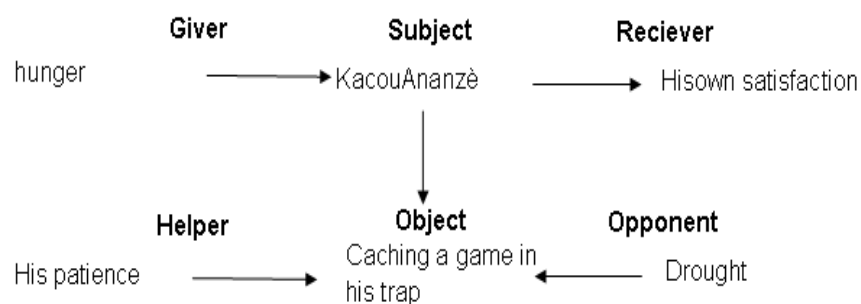 Giver Subject Reciever
hunger KacouAnanzè Hisown satisfaction
Helper Object Opponent
His patience Caching a game in Drought
his trap